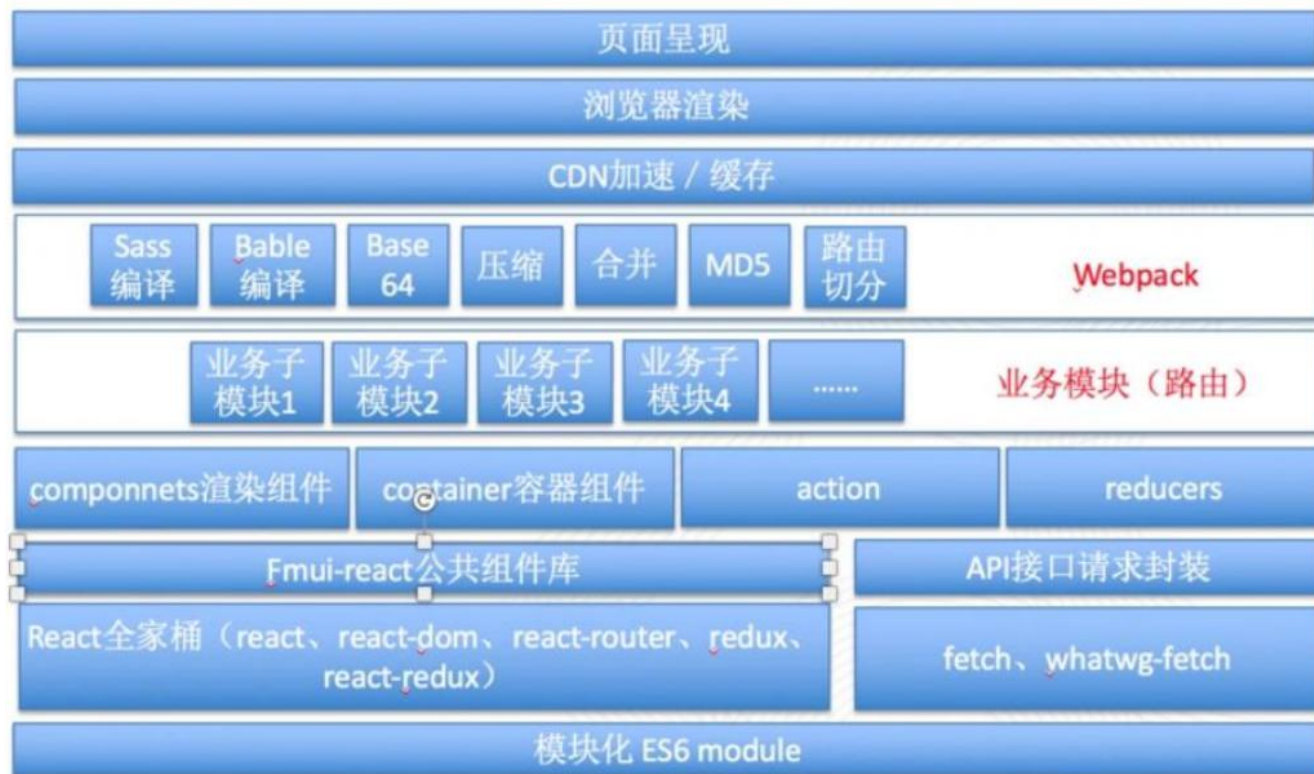 页面呈现
浏览器渲染
CDN加速 / 缓存
Sass
编译
Bable
编译
Base
64
压缩
合并
MD5
路由
切分
Webpack
业务子
模块1
业务子
模块2
业务子
模块3
业务子
模块4
......
业务模块（路由）
componnets渲染组件
container容器组件
action
reducers
Fmui-react公共组件库
API接口请求封装
React全家桶（react、react-dom、react-router、redux、
react-redux）
fetch、whatwg-fetch
模块化 ES6 module